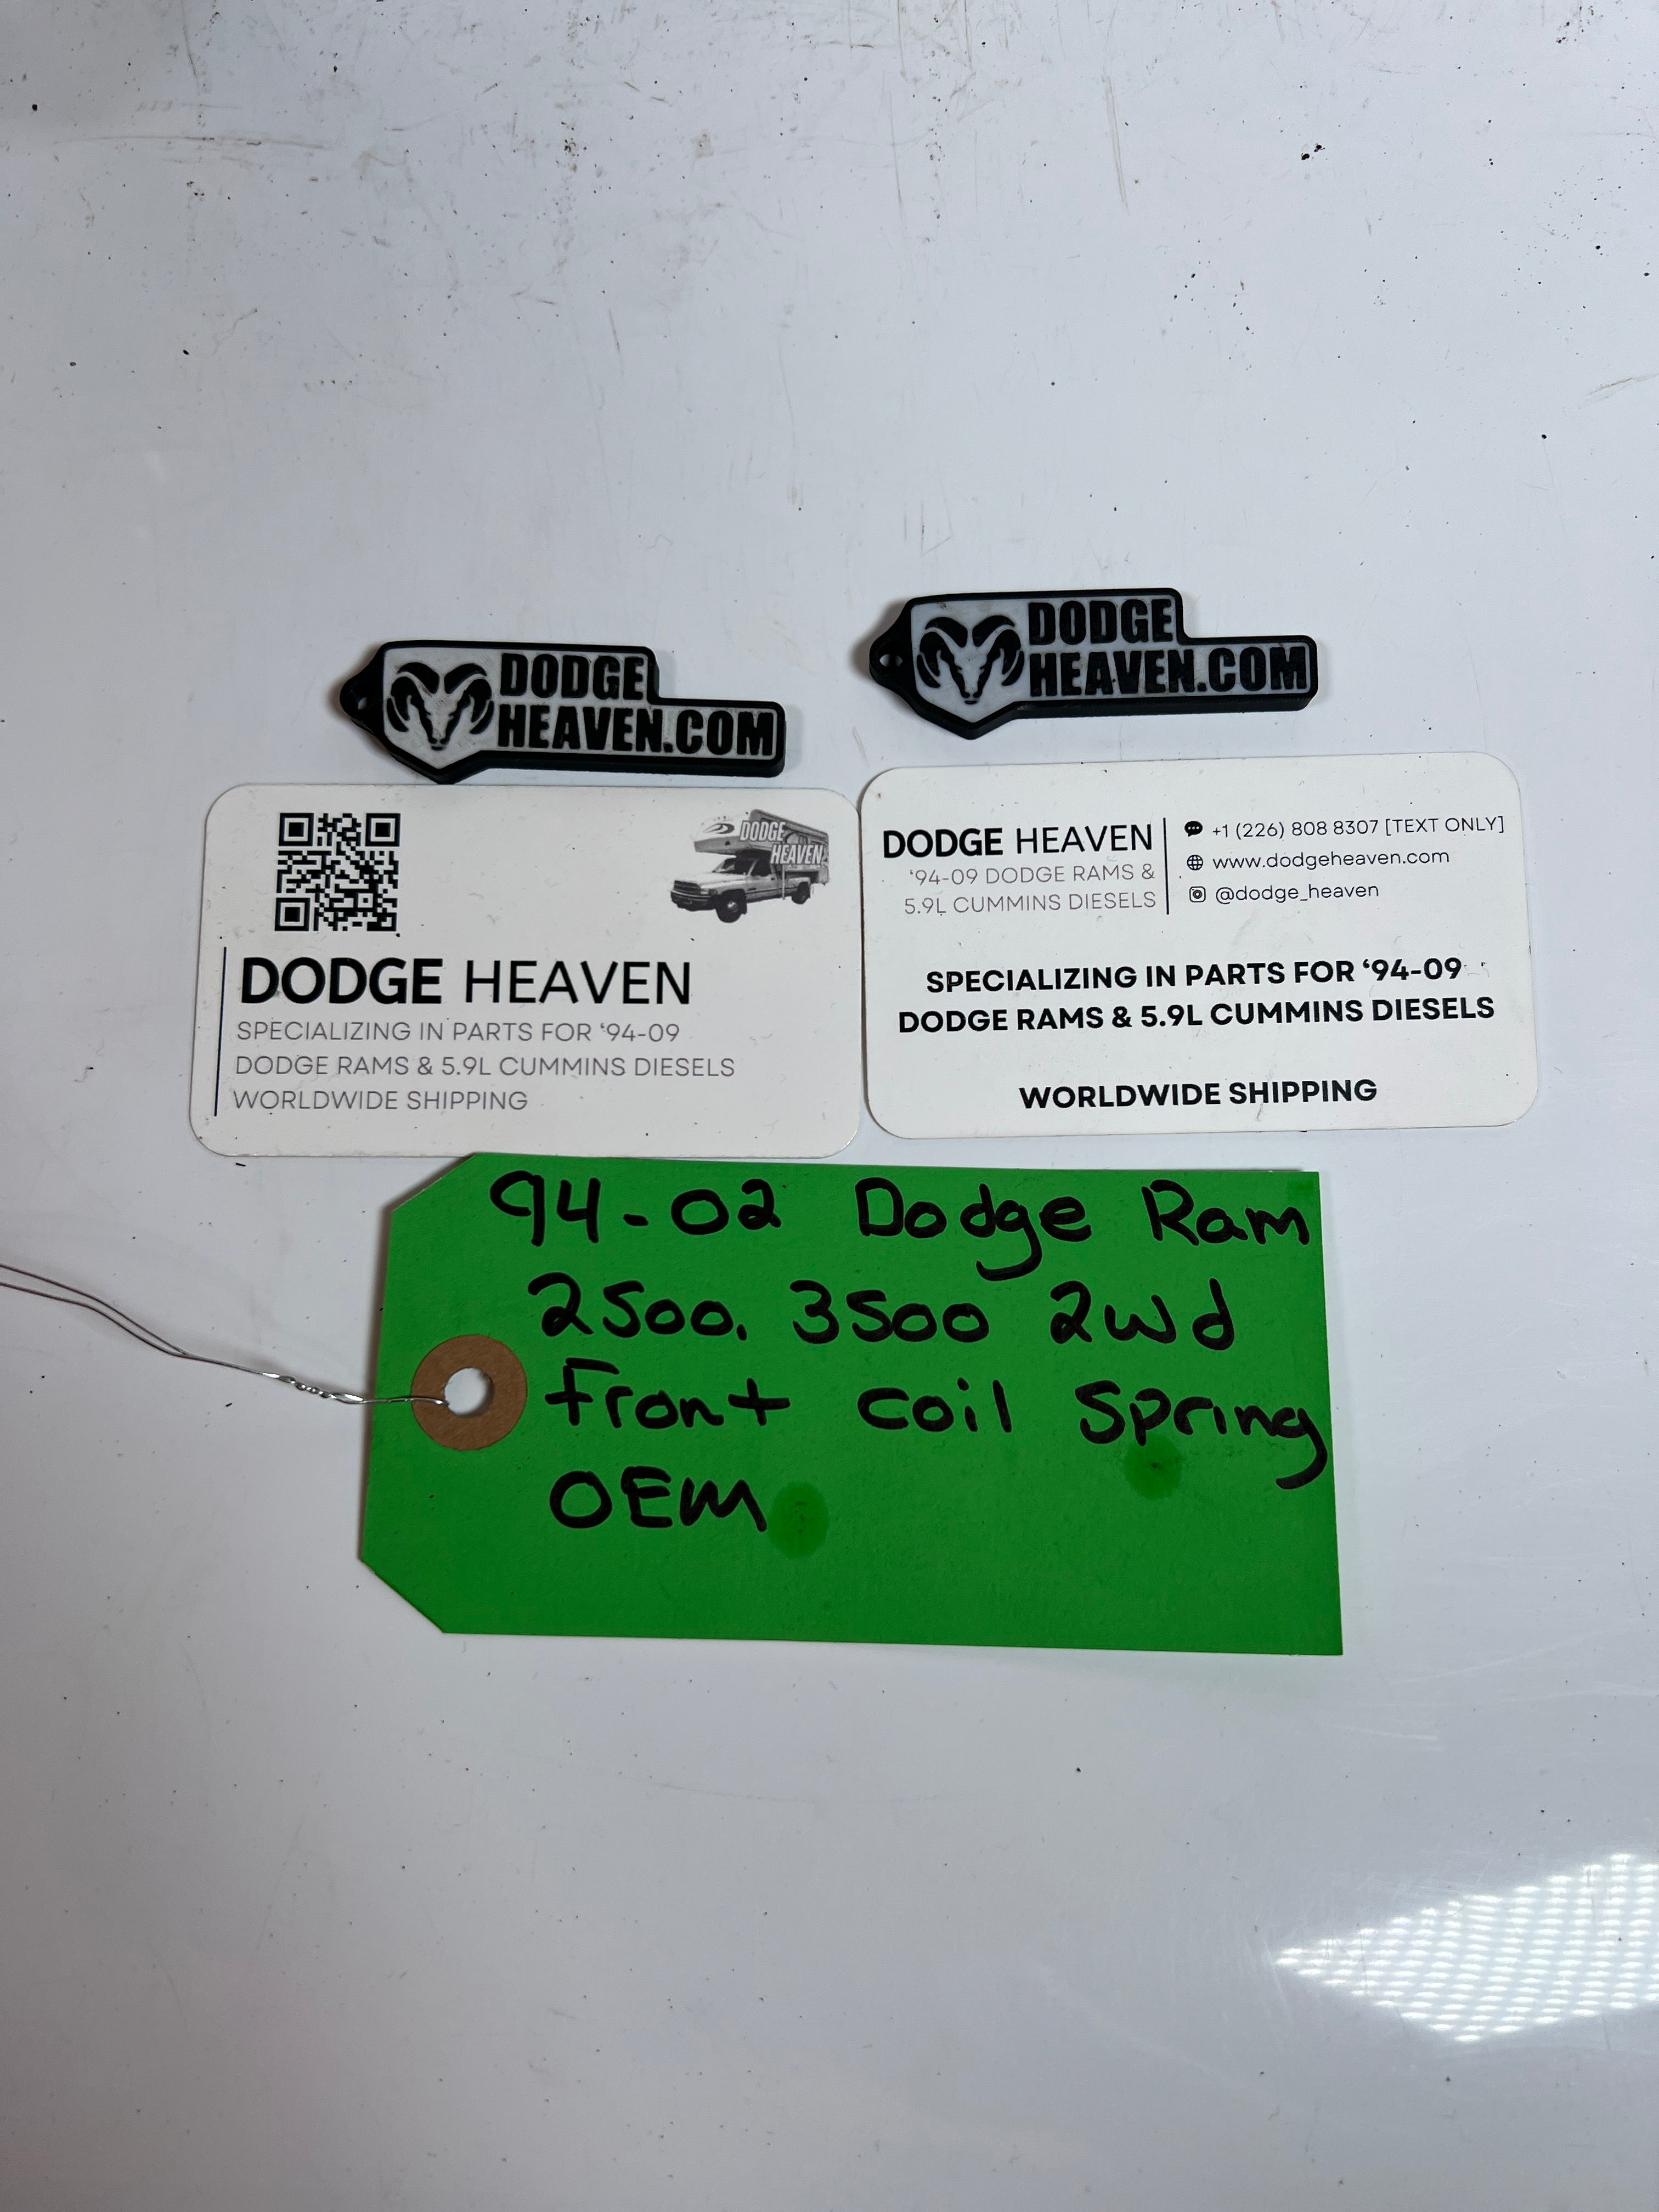 DODGE
HEAVEN.COM
DODGE
HEAVEN.COM
DODGE
HEAVEN
DODGE HEAVEN
SPECIALIZING IN PARTS FOR ‘94-09
DODGE RAMS & 5.9L CUMMINS DIESELS
WORLDWIDE SHIPPING
DODGE HEAVEN
‘94-09 DODGE RAMS &
5.9L CUMMINS DIESELS
+1 (226) 808 8307 [TEXT ONLY]
www.dodgeheaven.com
@dodge_heaven
SPECIALIZING IN PARTS FOR ‘94-09
DODGE RAMS & 5.9L CUMMINS DIESELS
WORLDWIDE SHIPPING
94-02 Dodge Ram
2500. 3500 2wd
Front coil Spring
OEM